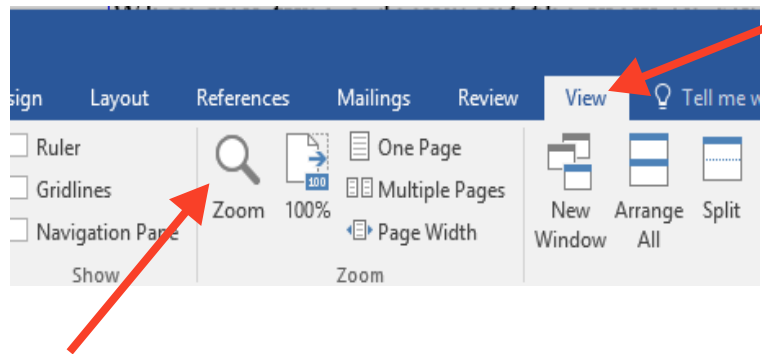 sign Layout References Mailings Review View Tell me w
Ruler
Gridlines
Navigation Pane
Show
Zoom
100
100%
One Page
Multiple Pages
Page Width
Zoom
New Window
Arrange All
Split